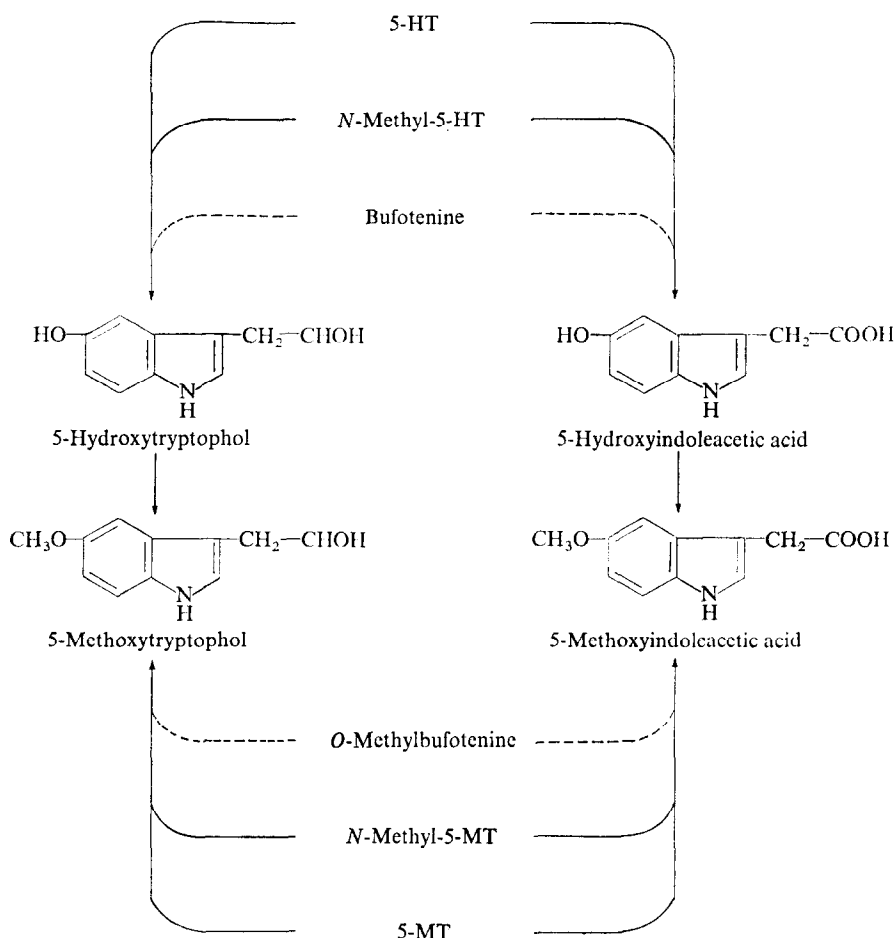 5-HT
N-Methyl-5-HT
Bufotenine
HO CH2—CHOH
N
H
5-Hydroxytryptophol
HO CH2—COOH
N
H
5-Hydroxyindoleacetic acid
CH3O CH2—CHOH
N
H
5-Methoxytryptophol
CH3O CH2—COOH
N
H
5-Methoxyindoleacetic acid
O-Methylbufotenine
N-Methyl-5-MT
5-MT